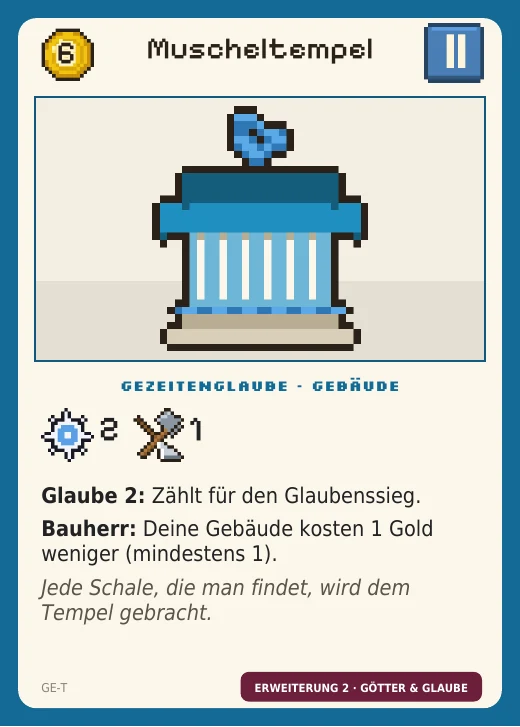 6 Muscheltempel II
GEZEITENGLAUBE · GEBÄUDE
2 1
Glaube 2: Zählt für den Glaubenssieg.
Bauherr: Deine Gebäude kosten 1 Gold
weniger (mindestens 1).
Jede Schale, die man findet, wird dem
Tempel gebracht.
GE-T ERWEITERUNG 2 · GÖTTER & GLAUBE